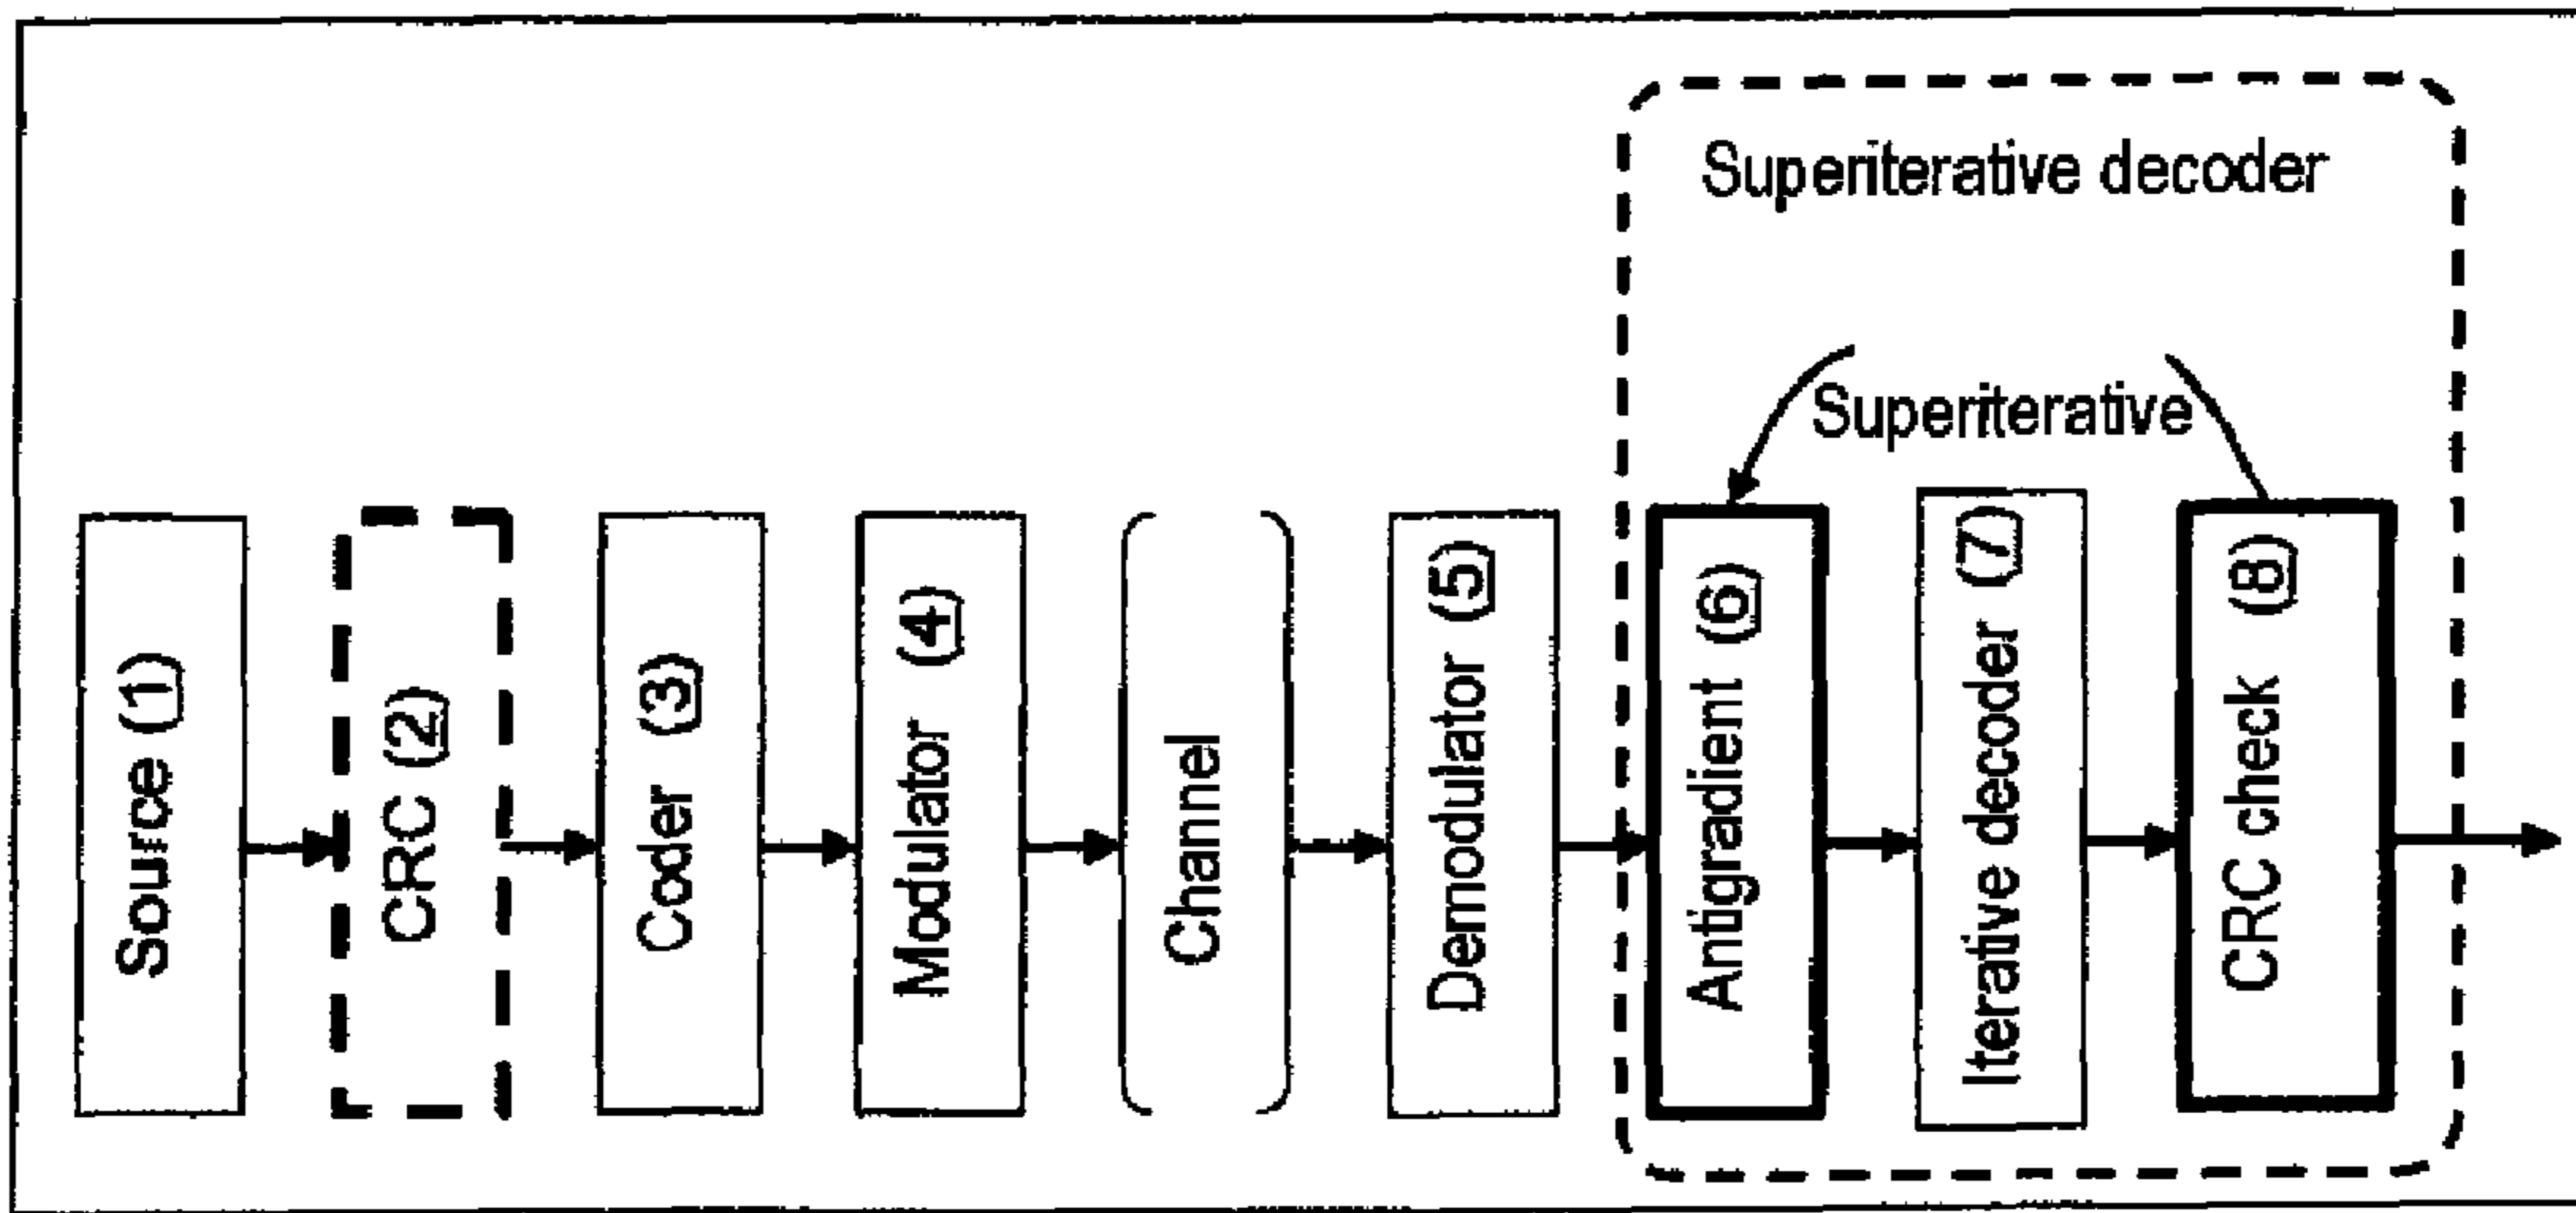 Source (1)
CRC (2)
Coder (3)
Modulator (4)
Channel
Demodulator (5)
Superiterative decoder
Superiterative
Antigradient (6)
Iterative decoder (7)
CRC check (8)